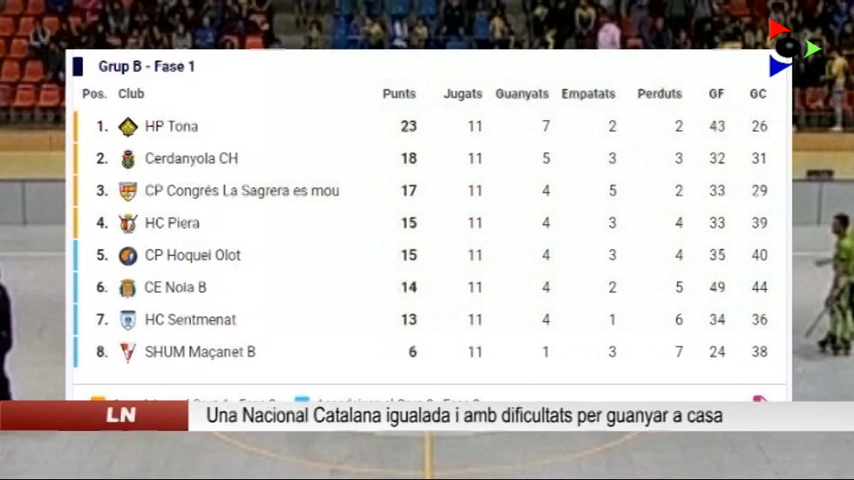 Grup B - Fase 1
Pos. Club Punts Jugats Guanyats Empatats Perduts GF GC
1. HP Tona 23 11 7 2 2 43 26
2. Cerdanyola CH 18 11 5 3 3 32 31
3. CP Congrés La Sagrera es mou 17 11 4 5 2 33 29
4. HC Piera 15 11 4 3 4 33 39
5. CP Hoquei Olot 15 11 4 3 4 35 40
6. CE Noia B 14 11 4 2 5 49 44
7. HC Sentmenat 13 11 4 1 6 34 36
8. SHUM Maçanet B 6 11 1 3 7 24 38
LN Una Nacional Catalana igualada i amb dificultats per guanyar a casa